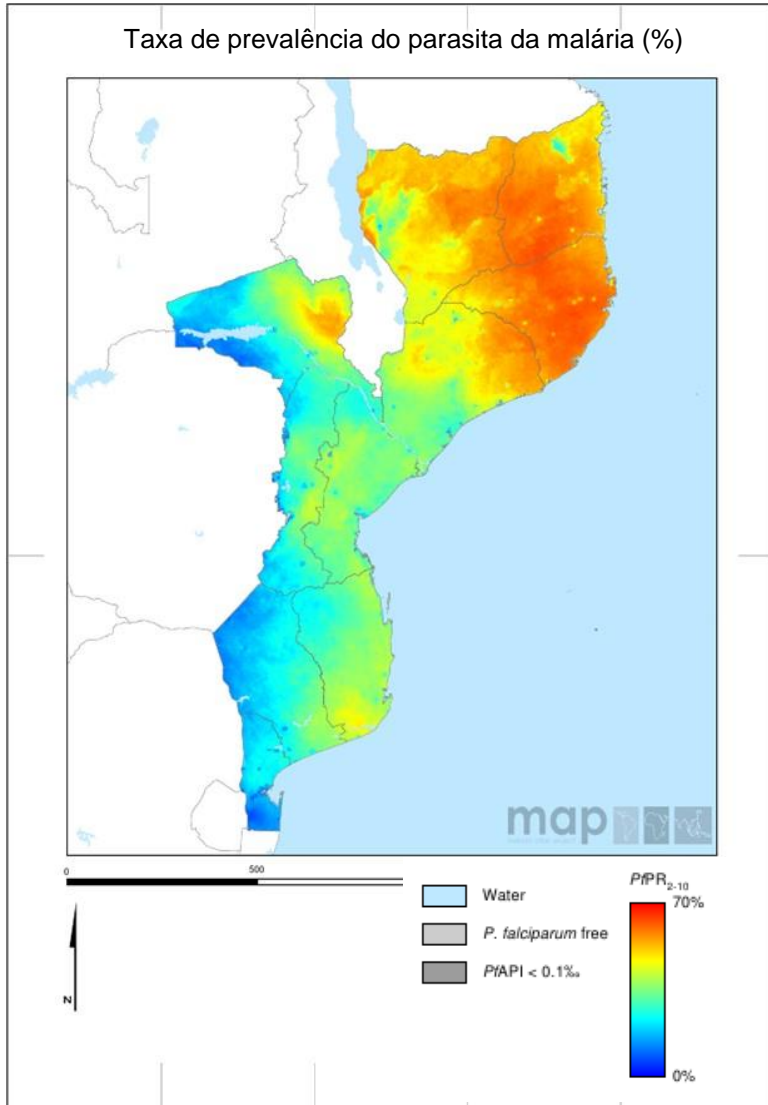 Taxa de prevalência do parasita da malária (%)
map
0 500
Water
P. falciparum free
PfAPI < 0.1‰
PfPR2-10
70%
0%
N